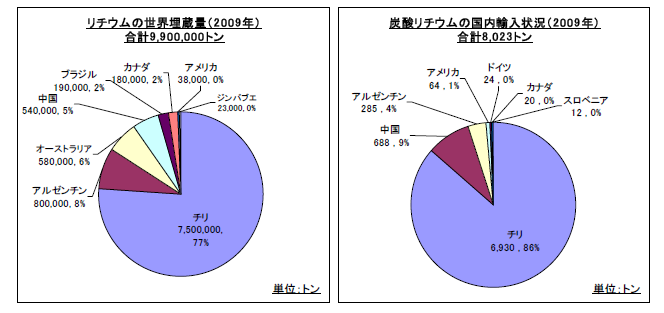 リチウムの世界埋蔵量(2009年)
合計9,900,000トン
カナダ
180,000, 2%
アメリカ
38,000, 0%
ブラジル
190,000, 2%
ジンバブエ
23,000, 0%
中国
540,000, 5%
オーストラリア
580,000, 6%
アルゼンチン
800,000, 8%
チリ
7,500,000,
77%
単位:トン
炭酸リチウムの国内輸入状況(2009年)
合計8,023トン
ドイツ
24 , 0%
アメリカ
64 , 1%
カナダ
20 , 0%
アルゼンチン
285 , 4%
スロベニア
12 , 0%
中国
688 , 9%
チリ
6,930 , 86%
単位:トン